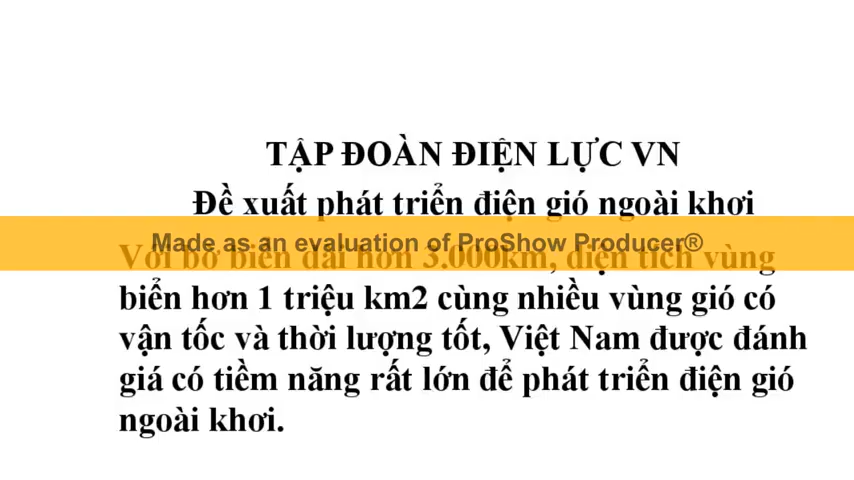 TẬP ĐOÀN ĐIỆN LỰC VN
Đề xuất phát triển điện gió ngoài khơi
Made as an evaluation of ProShow Producer®
Với bờ biển dài hơn 3.000km, diện tích vùng
biển hơn 1 triệu km2 cùng nhiều vùng gió có
vận tốc và thời lượng tốt, Việt Nam được đánh
giá có tiềm năng rất lớn để phát triển điện gió
ngoài khơi.